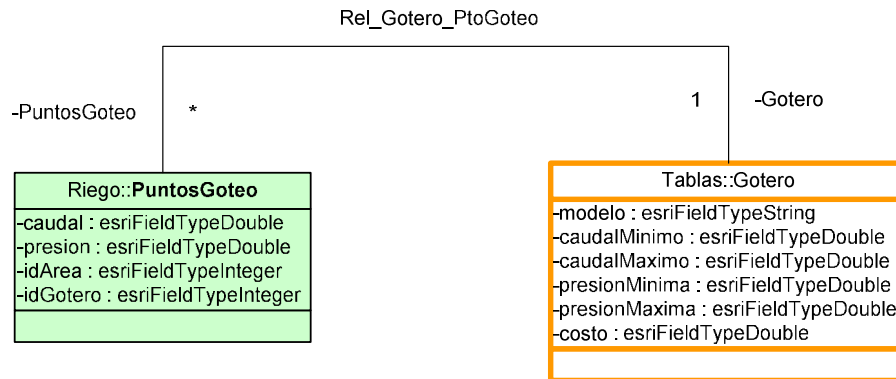 Rel_Gotero_PtoGoteo
-PuntosGoteo
*
1
-Gotero
Riego::PuntosGoteo
-caudal : esriFieldTypeDouble
-presion : esriFieldTypeDouble
-idArea : esriFieldTypeInteger
-idGotero : esriFieldTypeInteger
Tablas::Gotero
-modelo : esriFieldTypeString
-caudalMinimo : esriFieldTypeDouble
-caudalMaximo : esriFieldTypeDouble
-presionMinima : esriFieldTypeDouble
-presionMaxima : esriFieldTypeDouble
-costo : esriFieldTypeDouble